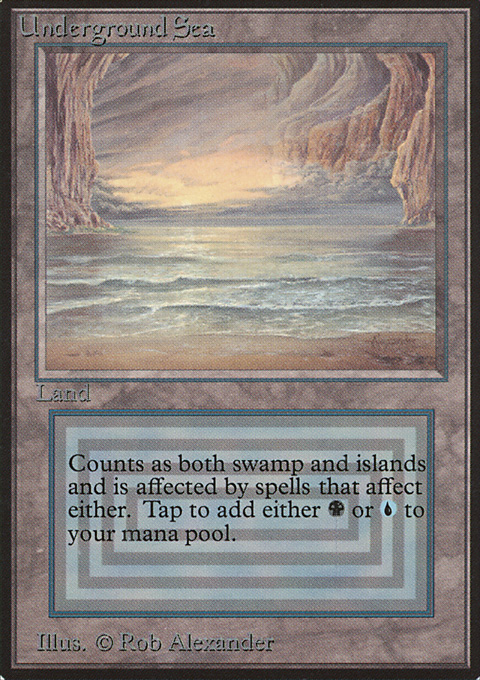 Underground Sea
Land
Counts as both swamp and islands
and is affected by spells that affect
either. Tap to add either or to
your mana pool.
Illus. © Rob Alexander